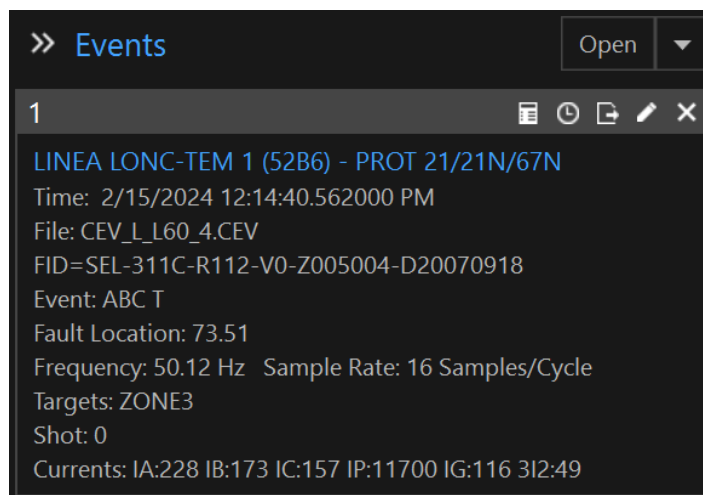 » Events
Open
1
LINEA LONC-TEM 1 (52B6) - PROT 21/21N/67N
Time: 2/15/2024 12:14:40.562000 PM
File: CEV_L_L60_4.CEV
FID=SEL-311C-R112-V0-Z005004-D20070918
Event: ABC T
Fault Location: 73.51
Frequency: 50.12 Hz Sample Rate: 16 Samples/Cycle
Targets: ZONE3
Shot: 0
Currents: IA:228 IB:173 IC:157 IP:11700 IG:116 3I2:49